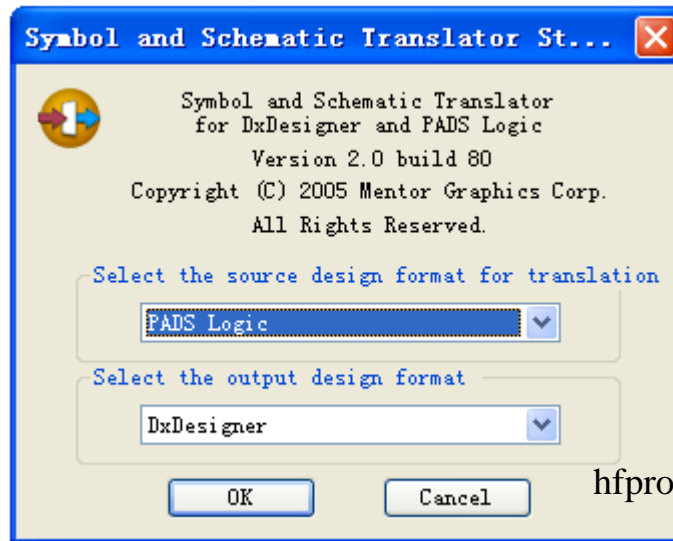 Symbol and Schematic Translator St...
Symbol and Schematic Translator
for DxDesigner and PADS Logic
Version 2.0 build 80
Copyright (C) 2005 Mentor Graphics Corp.
All Rights Reserved.
Select the source design format for translation
PADS Logic
Select the output design format
DxDesigner
OK
Cancel
hfpro